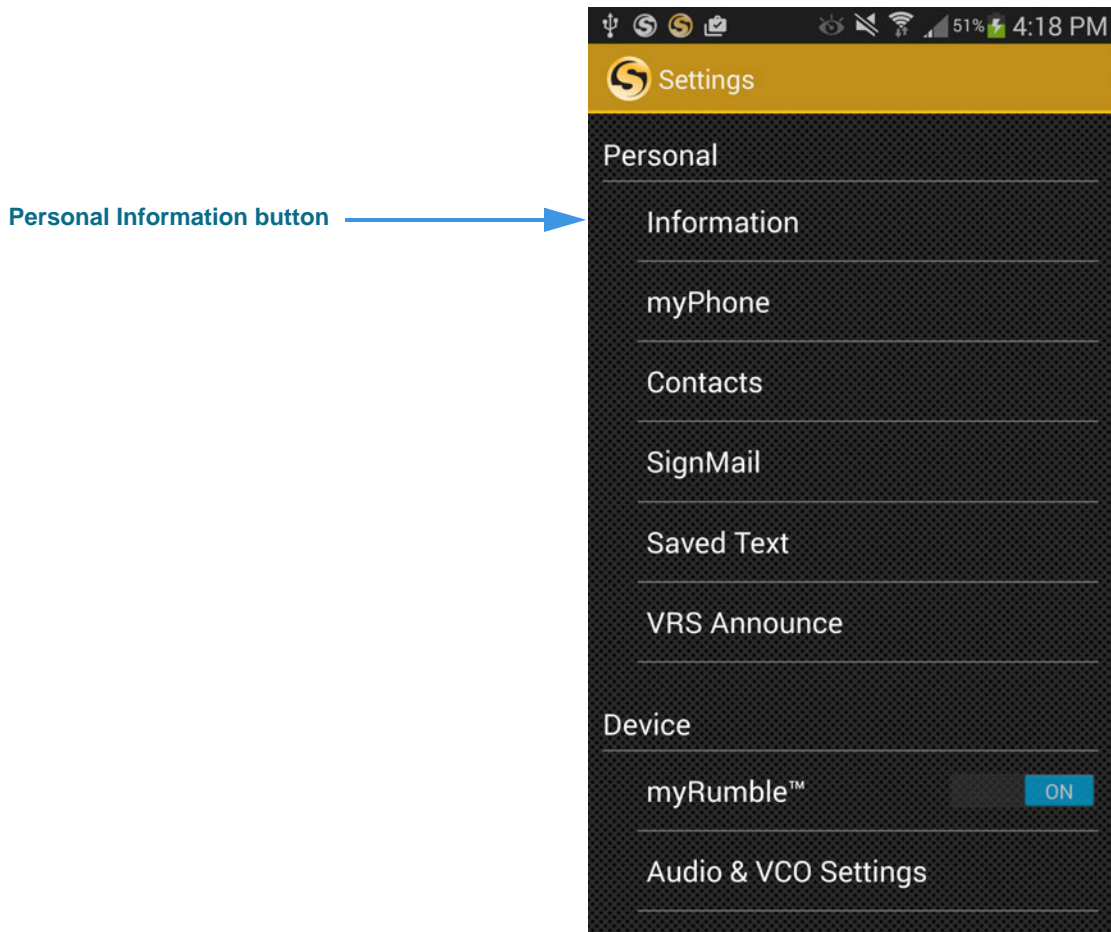 51% 4:18 PM
Settings
Personal
Personal Information button
Information
myPhone
Contacts
SignMail
Saved Text
VRS Announce
Device
myRumble™ ON
Audio & VCO Settings